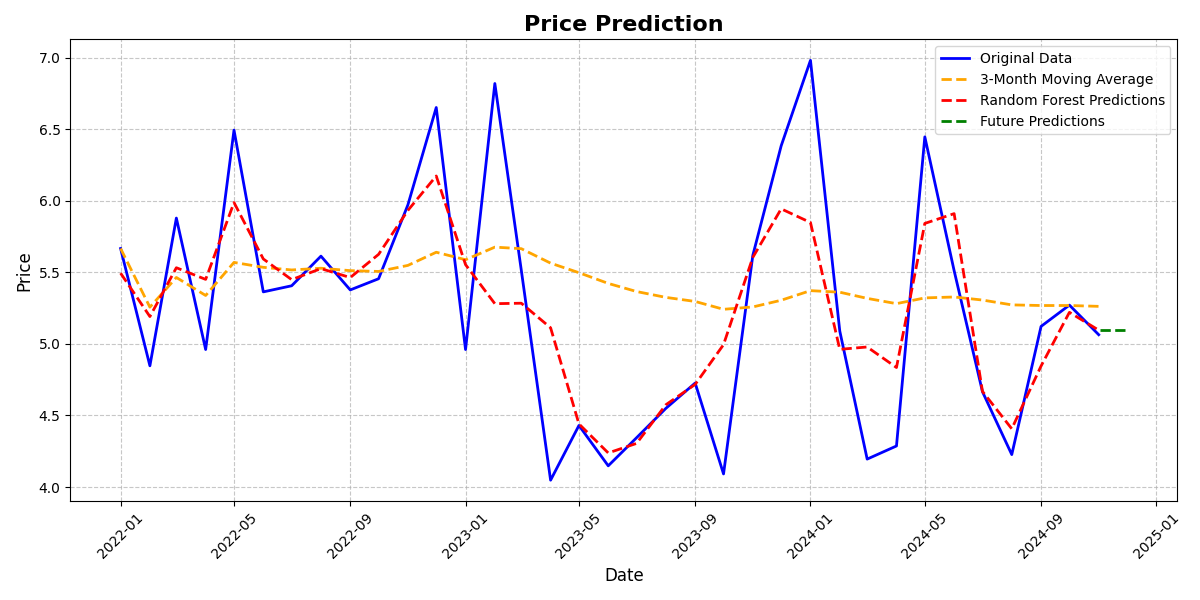 Price Prediction
Original Data
3-Month Moving Average
Random Forest Predictions
Future Predictions
Price
7.0
6.5
6.0
5.5
5.0
4.5
4.0
2022-01
2022-05
2022-09
2023-01
2023-05
2023-09
2024-01
2024-05
2024-09
2025-01
Date